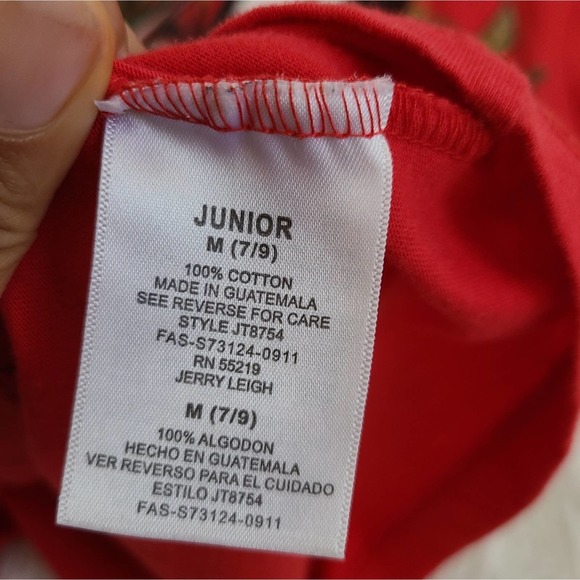 JUNIOR
M (7/9)
100% COTTON
MADE IN GUATEMALA
SEE REVERSE FOR CARE
STYLE JT8754
FAS-S73124-0911
RN 55219
JERRY LEIGH
M (7/9)
100% ALGODON
HECHO EN GUATEMALA
VER REVERSO PARA EL CUIDADO
ESTILO JT8754
FAS-S73124-0911